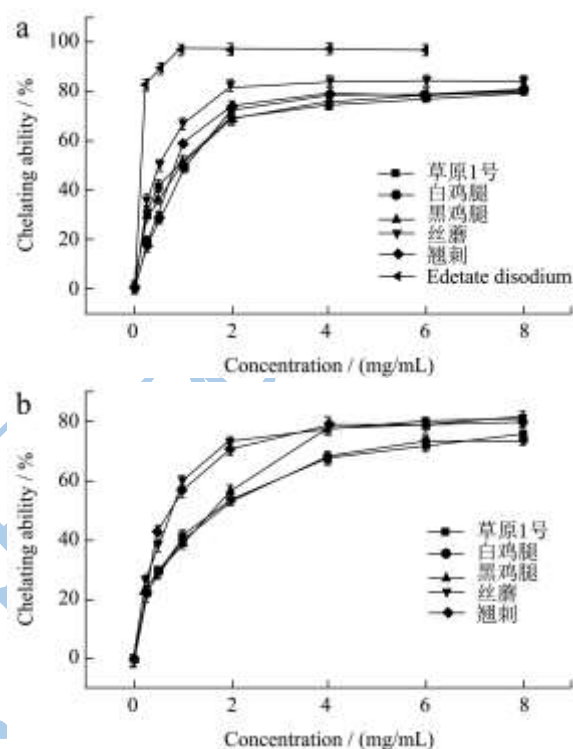 a
100
80
60
40
20
0
Chelating ability / %
草原1号
白鸡腿
黑鸡腿
丝蘑
翘刺
Edetate disodium
0 2 4 6 8
Concentration / (mg/mL)
b
80
60
40
20
0
Chelating ability / %
草原1号
白鸡腿
黑鸡腿
丝蘑
翘刺
0 2 4 6 8
Concentration / (mg/mL)